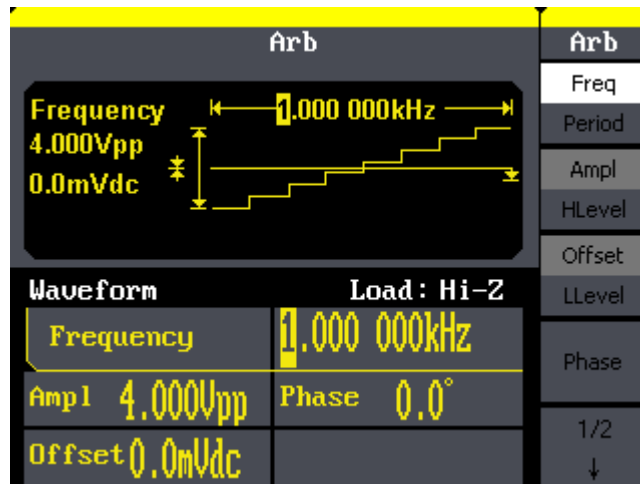 Arb
Frequency 1.000 000kHz
4.000Vpp
0.0mVdc
Waveform Load: Hi-Z
Frequency 1.000 000kHz
Ampl 4.000Vpp Phase 0.0°
Offset 0.0mVdc
Arb
Freq
Period
Ampl
HLevel
Offset
LLevel
Phase
1/2
↓